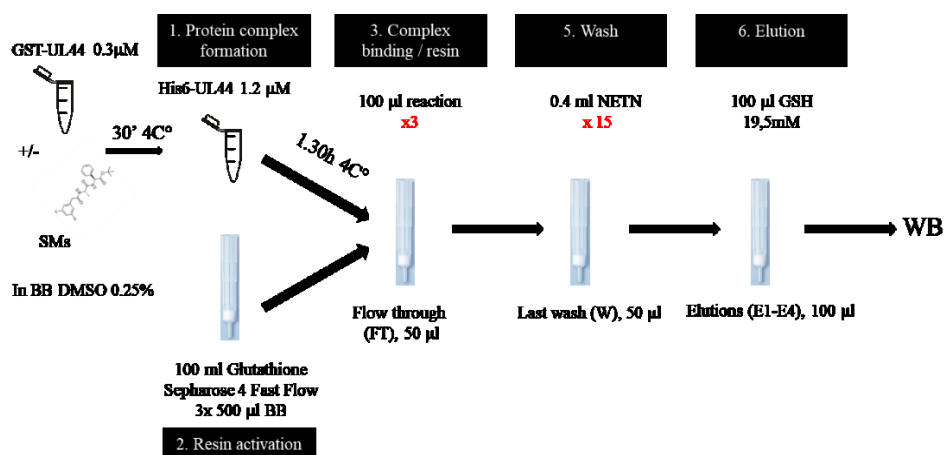 GST-UL44 0.3µM
+/-
SMs
In BB DMSO 0.25%
30’ 4C°
1. Protein complex
formation
His6-UL44 1.2 µM
1.30h 4C°
100 ml Glutathione
Sepharose 4 Fast Flow
3x 500 µl BB
2. Resin activation
3. Complex
binding / resin
100 µl reaction
x3
Flow through
(FT), 50 µl
5. Wash
0.4 ml NETN
x 15
Last wash (W), 50 µl
6. Elution
100 µl GSH
19,5mM
Elutions (E1-E4), 100 µl
WB